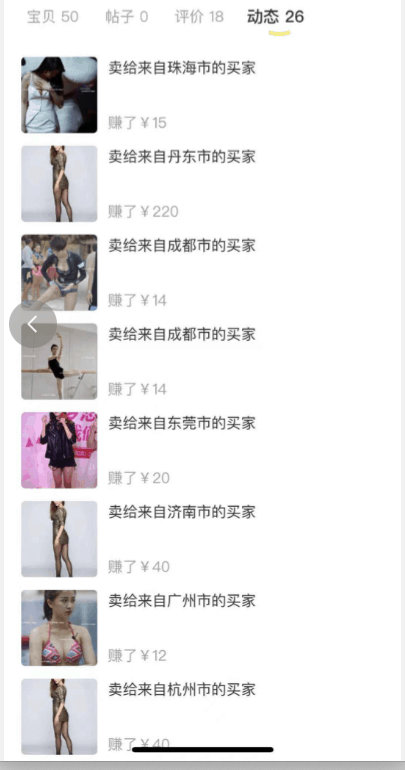 宝贝 50 帖子 0 评价 18 动态 26
卖给来自珠海市的买家
赚了￥15
卖给来自丹东市的买家
赚了￥220
卖给来自成都市的买家
赚了￥14
卖给来自成都市的买家
赚了￥14
卖给来自东莞市的买家
赚了￥20
卖给来自济南市的买家
赚了￥40
卖给来自广州市的买家
赚了￥12
卖给来自杭州市的买家
赚了￥40